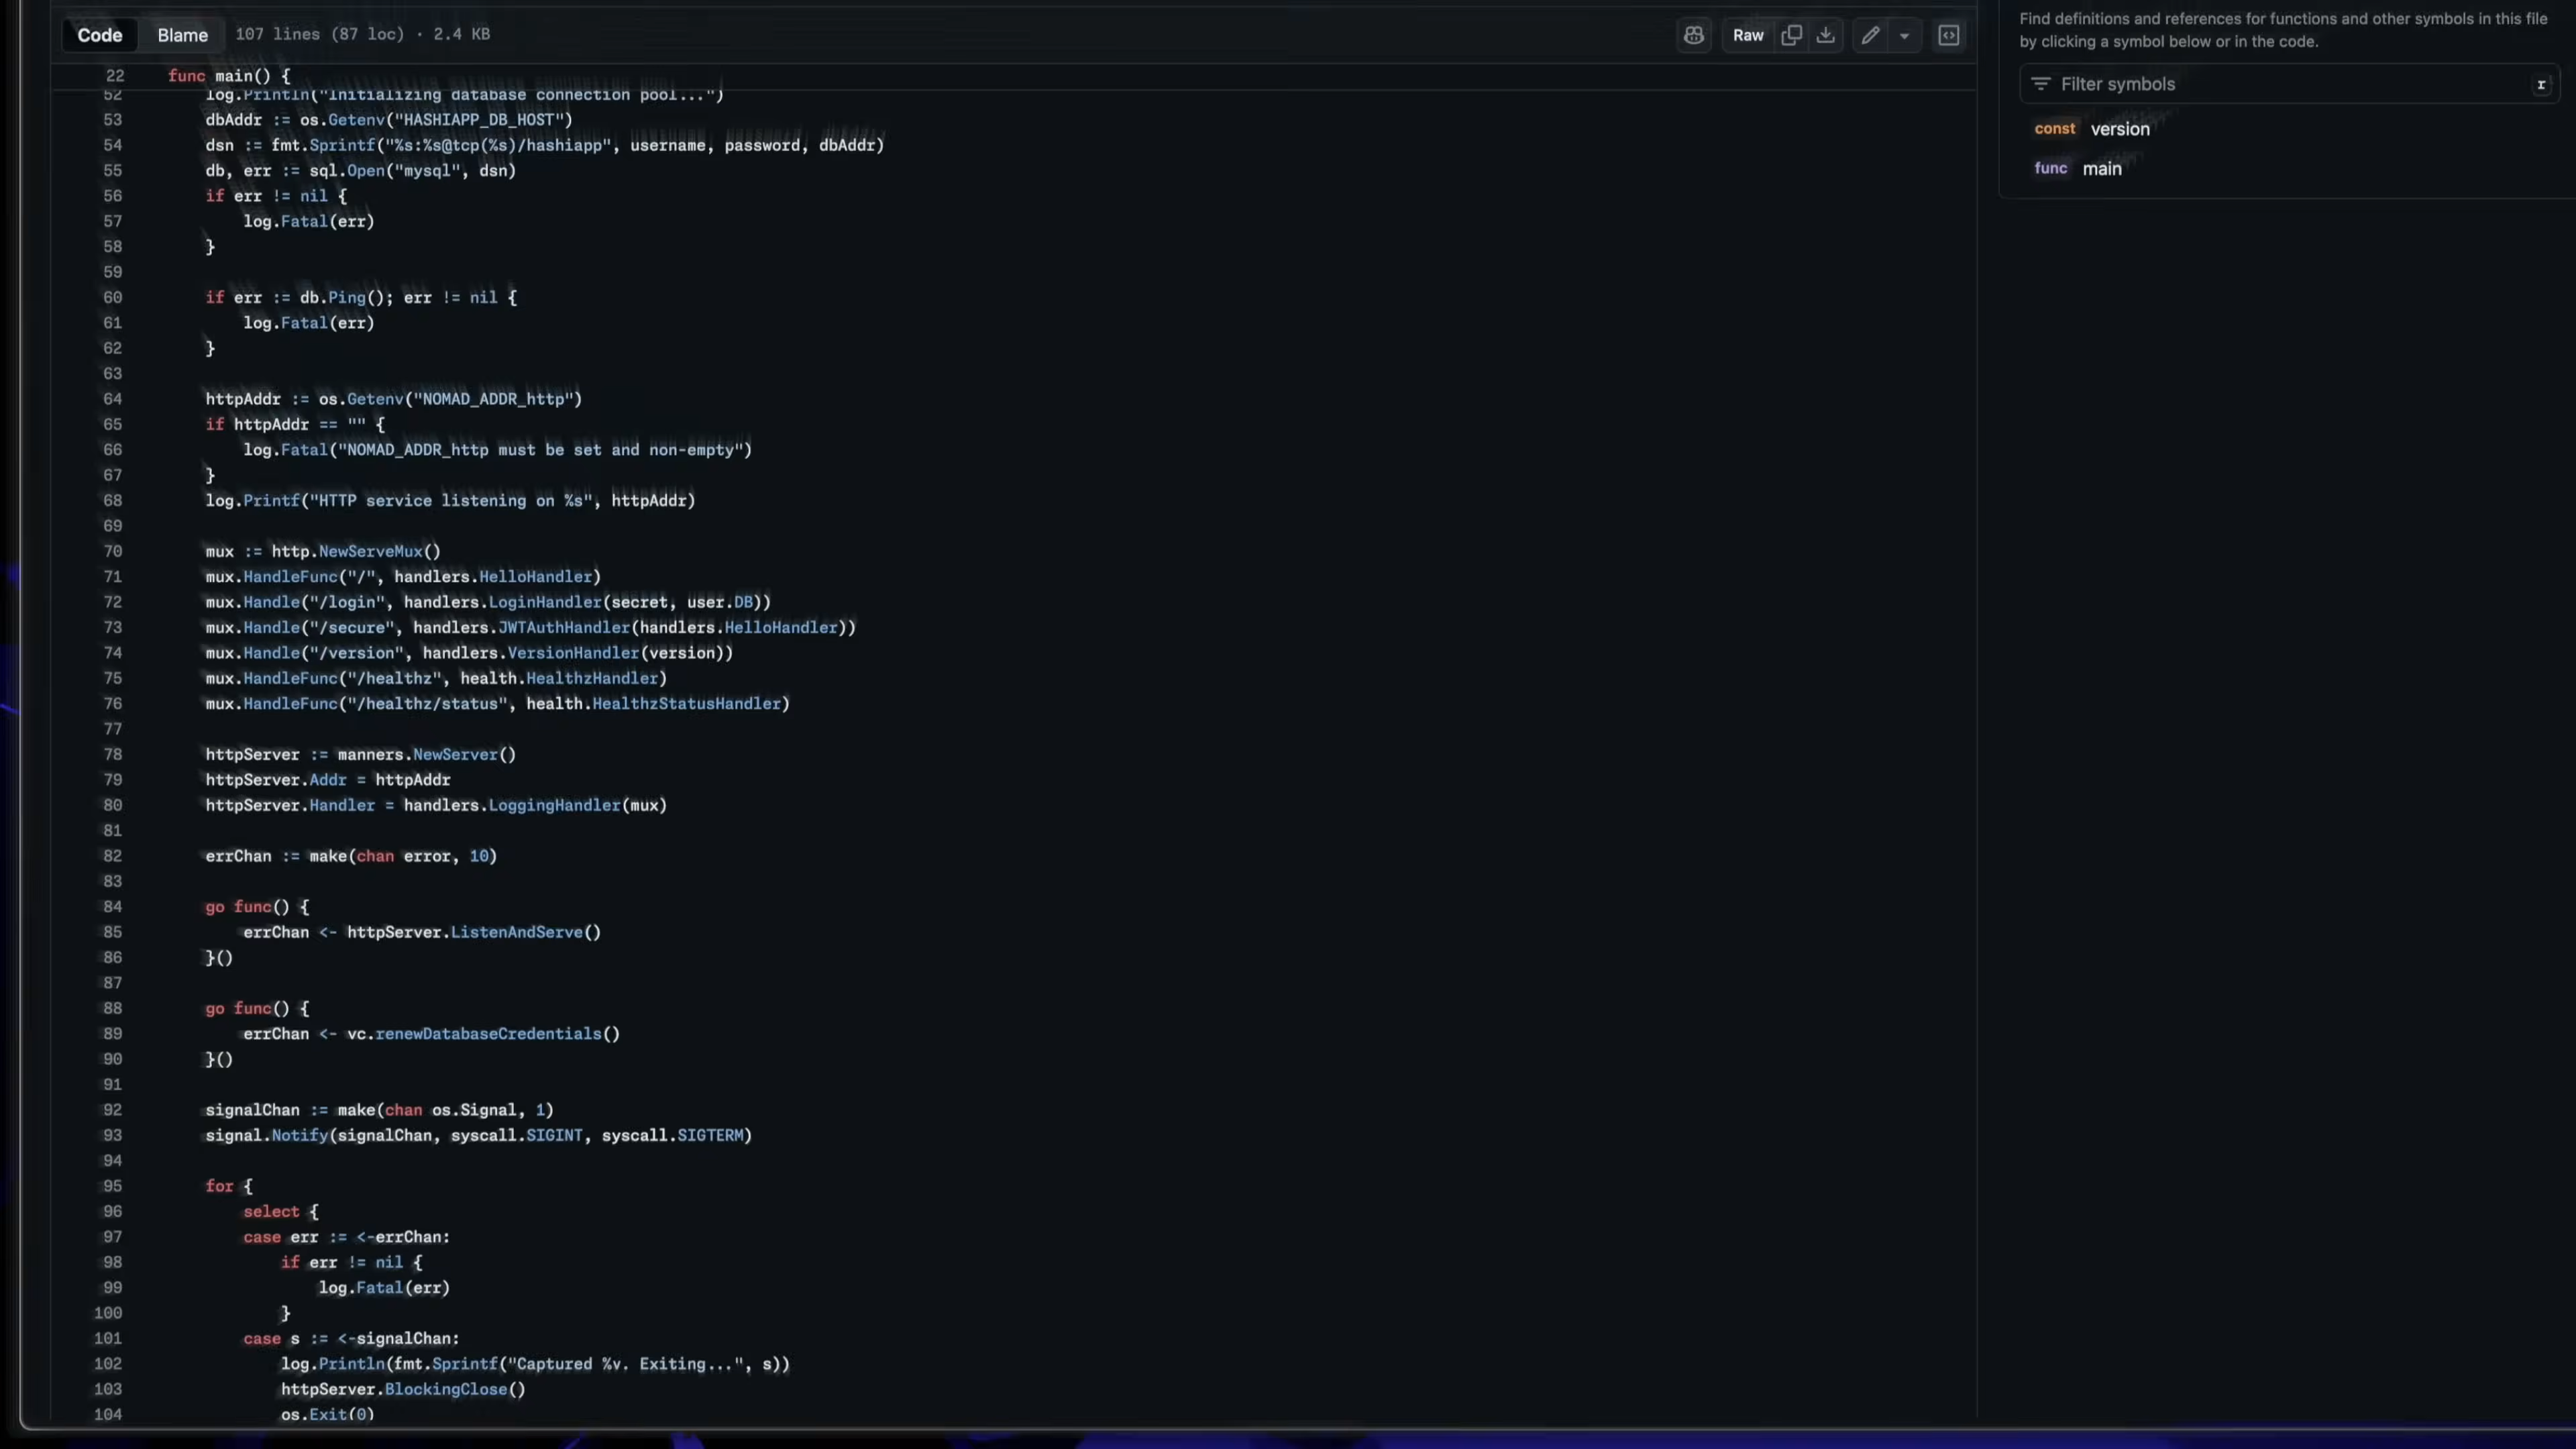 Code Blame 107 lines (87 loc) · 2.4 KB Raw
22 func main() {
52 log.Println("Initializing database connection pool...")
53 dbAddr := os.Getenv("HASHIAPP_DB_HOST")
54 dsn := fmt.Sprintf("%s:%s@tcp(%s)/hashiapp", username, password, dbAddr)
55 db, err := sql.Open("mysql", dsn)
56 if err != nil {
57 log.Fatal(err)
58 }
59
60 if err := db.Ping(); err != nil {
61 log.Fatal(err)
62 }
63
64 httpAddr := os.Getenv("NOMAD_ADDR_http")
65 if httpAddr == "" {
66 log.Fatal("NOMAD_ADDR_http must be set and non-empty")
67 }
68 log.Printf("HTTP service listening on %s", httpAddr)
69
70 mux := http.NewServeMux()
71 mux.HandleFunc("/", handlers.HelloHandler)
72 mux.Handle("/login", handlers.LoginHandler(secret, user.DB))
73 mux.Handle("/secure", handlers.JWTAuthHandler(handlers.HelloHandler))
74 mux.Handle("/version", handlers.VersionHandler(version))
75 mux.HandleFunc("/healthz", health.HealthzHandler)
76 mux.HandleFunc("/healthz/status", health.HealthzStatusHandler)
77
78 httpServer := manners.NewServer()
79 httpServer.Addr = httpAddr
80 httpServer.Handler = handlers.LoggingHandler(mux)
81
82 errChan := make(chan error, 10)
83
84 go func() {
85 errChan <- httpServer.ListenAndServe()
86 }()
87
88 go func() {
89 errChan <- vc.renewDatabaseCredentials()
90 }()
91
92 signalChan := make(chan os.Signal, 1)
93 signal.Notify(signalChan, syscall.SIGINT, syscall.SIGTERM)
94
95 for {
96 select {
97 case err := <-errChan:
98 if err != nil {
99 log.Fatal(err)
100 }
101 case s := <-signalChan:
102 log.Println(fmt.Sprintf("Captured %v. Exiting...", s))
103 httpServer.BlockingClose()
104 os.Exit(0)
Find definitions and references for functions and other symbols in this file
by clicking a symbol below or in the code.
Filter symbols r
const version
func main